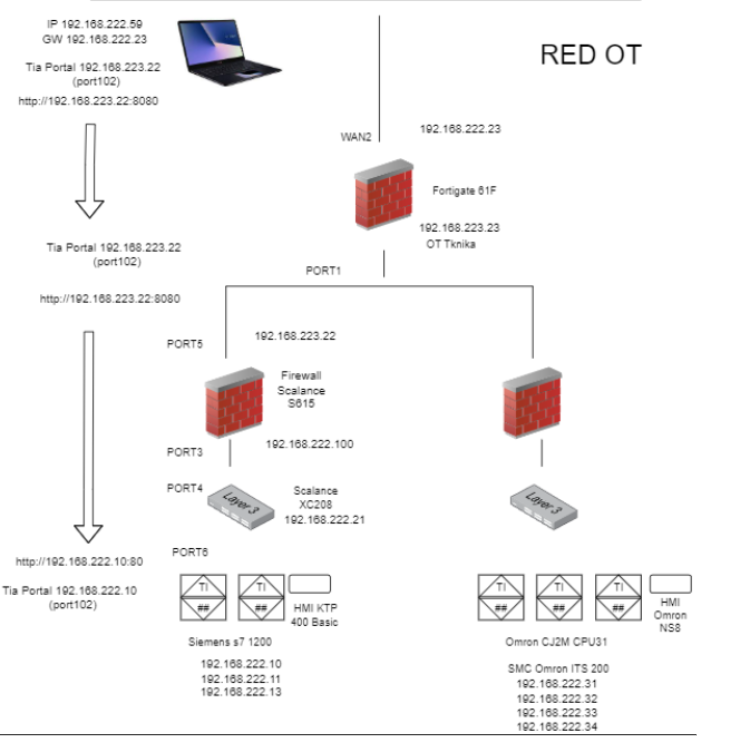 IP 192.168.222.59
GW 192.168.222.23
Tia Portal 192.168.223.22
(port102)
http://192.168.223.22:8080
RED OT
WAN2
192.168.222.23
Fortigate 61F
192.168.223.23
OT Tknika
Tia Portal 192.168.223.22
(port102)
http://192.168.223.22:8080
PORT1
PORT5
192.168.223.22
Firewall
Scalance
S615
PORT3
192.168.222.100
PORT4
Layer 3
Scalance
XC208
192.168.222.21
Layer 3
http://192.168.222.10:80
Tia Portal 192.168.222.10
(port102)
PORT6
TI
##
TI
##
HMI KTP
400 Basic
Siemens s7 1200
192.168.222.10
192.168.222.11
192.168.222.13
TI
##
TI
##
TI
##
HMI
Omron
NS8
Omron CJ2M CPU31
SMC Omron ITS 200
192.168.222.31
192.168.222.32
192.168.222.33
192.168.222.34